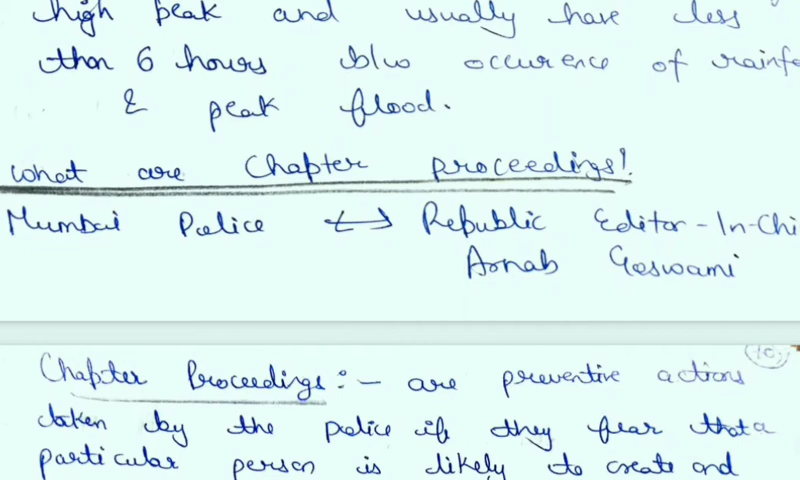 high peak and usually have less
than 6 hours b/w occurence of rainf
& peak flood.
what are Chapter proceedings!
Mumbai Police ↔ Republic Editor-In-Chi
Arnab Goswami
Chapter Proceedings:- are preventive actions
taken by the police if they fear that a
particular person is likely to create and